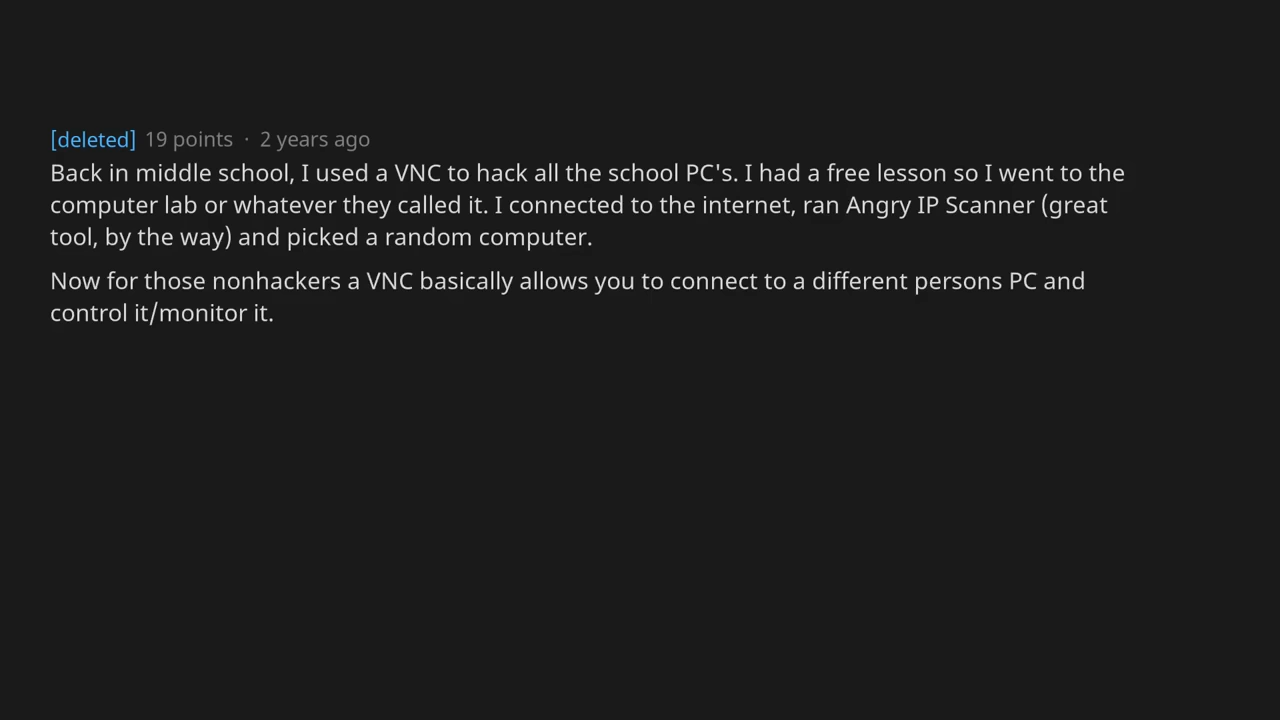 [deleted] 19 points · 2 years ago
Back in middle school, I used a VNC to hack all the school PC's. I had a free lesson so I went to the
computer lab or whatever they called it. I connected to the internet, ran Angry IP Scanner (great
tool, by the way) and picked a random computer.
Now for those nonhackers a VNC basically allows you to connect to a different persons PC and
control it/monitor it.